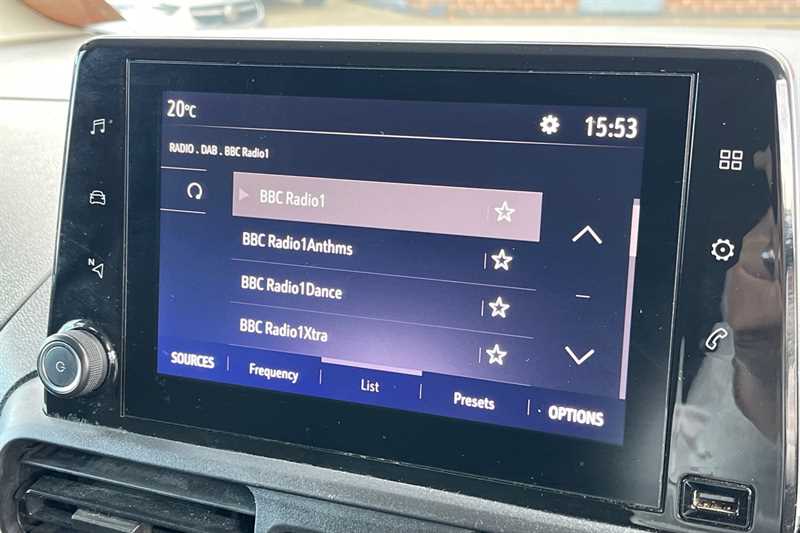 20°C
15:53
RADIO . DAB . BBC Radio1
BBC Radio1
BBC Radio1Anthms
BBC Radio1Dance
BBC Radio1Xtra
SOURCES
Frequency
List
Presets
OPTIONS
N